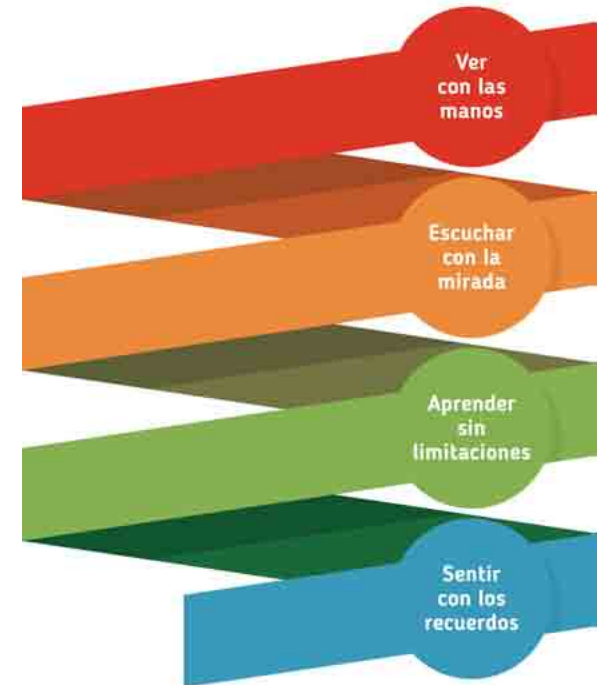 Ver
con las
manos
Escuchar
con la
mirada
Aprender
sin
limitaciones
Sentir
con los
recuerdos